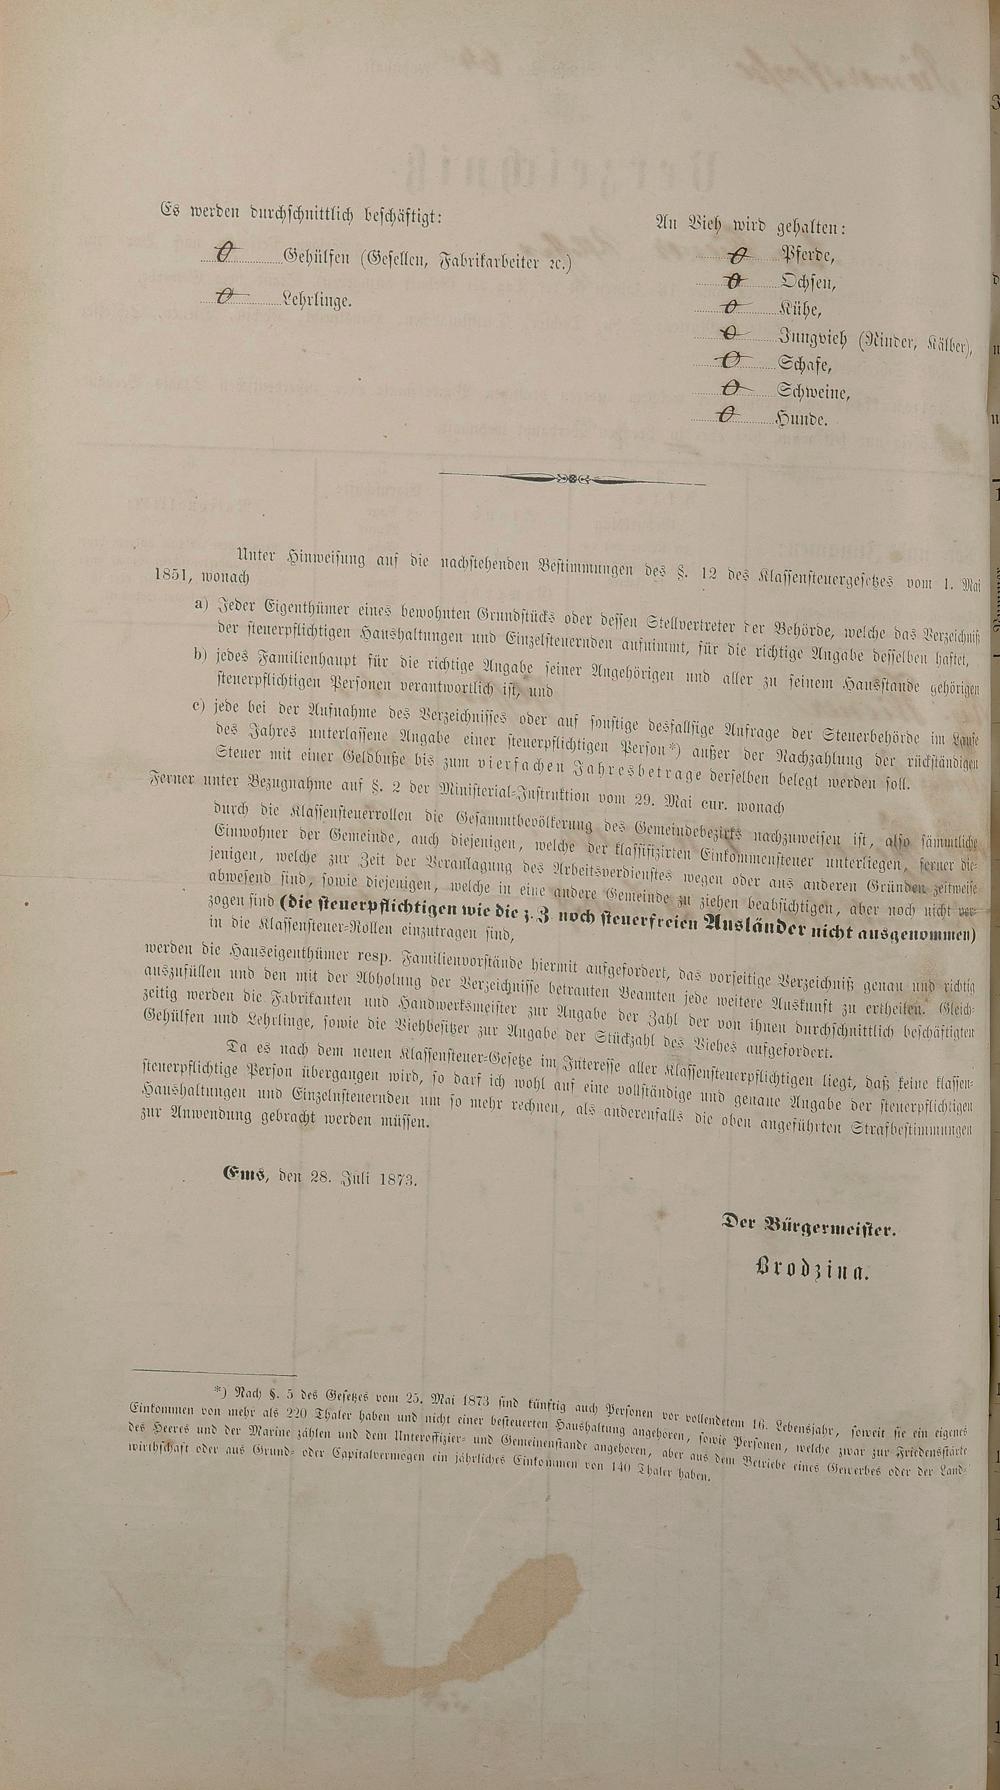 Es werden durchschnittlich beschäftigt:
0 Gehülfen (Gesellen, Fabrikarbeiter ꝛc.)
0 Lehrlinge.
An Vieh wird gehalten:
0 Pferde,
0 Ochsen,
0 Kühe,
0 Jungvieh (Rinder, Kälber),
0 Schafe,
0 Schweine,
0 Hunde.
Unter Hinweisung auf die nachstehenden Bestimmungen des §. 12 des Klassensteuergesetzes vom 1. Mai
1851, wonach
a) Jeder Eigenthümer eines bewohnten Grundstücks oder dessen Stellvertreter der Behörde, welche das Verzeichniß
der steuerpflichtigen Haushaltungen und Einzelsteuernden aufnimmt, für die richtige Angabe desselben haftet,
b) jedes Familienhaupt für die richtige Angabe seiner Angehörigen und aller zu seinem Hausstande gehörigen
steuerpflichtigen Personen verantwortlich ist, und
c) jede bei der Aufnahme des Verzeichnisses oder auf sonstige desfallsige Anfrage der Steuerbehörde im Laufe
des Jahres unterlassene Angabe einer steuerpflichtigen Person*) außer der Nachzahlung der rückständigen
Steuer mit einer Geldbuße bis zum vierfachen Jahresbetrage derselben belegt werden soll.
Ferner unter Bezugnahme auf §. 2 der Ministerial-Instruktion vom 29. Mai cur. wonach
durch die Klassensteuerrollen die Gesammtbevölkerung des Gemeindebezirks nachzuweisen ist, also sämmtliche
Einwohner der Gemeinde, auch diejenigen, welche der klassifizirten Einkommensteuer unterliegen, ferner die-
jenigen, welche zur Zeit der Veranlagung des Arbeitsverdienstes wegen oder aus anderen Gründen zeitweise
abwesend sind, sowie diejenigen, welche in eine andere Gemeinde zu ziehen beabsichtigen, aber noch nicht ver-
zogen sind (die steuerpflichtigen wie die z. Z noch steuerfreien Ausländer nicht ausgenommen)
in die Klassensteuer-Rollen einzutragen sind,
werden die Hauseigenthümer resp. Familienvorstände hiermit aufgefordert, das vorseitige Verzeichniß genau und richtig
auszufüllen und den mit der Abholung der Verzeichnisse betrauten Beamten jede weitere Auskunft zu ertheilen. Gleich-
zeitig werden die Fabrikanten und Handwerksmeister zur Angabe der Zahl der von ihnen durchschnittlich beschäftigten
Gehülfen und Lehrlinge, sowie die Viehbesitzer zur Angabe der Stückzahl des Viehes aufgefordert.
Da es nach dem neuen Klassensteuer-Gesetze im Interesse aller Klassensteuerpflichtigen liegt, daß keine klassen-
steuerpflichtige Person übergangen wird, so darf ich wohl auf eine vollständige und genaue Angabe der steuerpflichtigen
Haushaltungen und Einzelnsteuernden um so mehr rechnen, als anderenfalls die oben angeführten Strafbestimmungen
zur Anwendung gebracht werden müssen.
Ems, den 28. Juli 1873.
Der Bürgermeister.
Brodzina.
*) Nach §. 5 des Gesetzes vom 25. Mai 1873 sind künftig auch Personen vor vollendetem 16. Lebensjahr, soweit sie ein eigenes
Einkommen von mehr als 220 Thaler haben und nicht einer besteuerten Haushaltung angehören, sowie Personen, welche zwar zur Friedensstärke
des Heeres und der Marine zählen und dem Unteroffizier- und Gemeinenstande angehören, aber aus dem Betriebe eines Gewerbes oder der Land-
wirthschaft oder aus Grund- oder Capitalvermögen ein jährliches Einkommen von 140 Thaler haben.